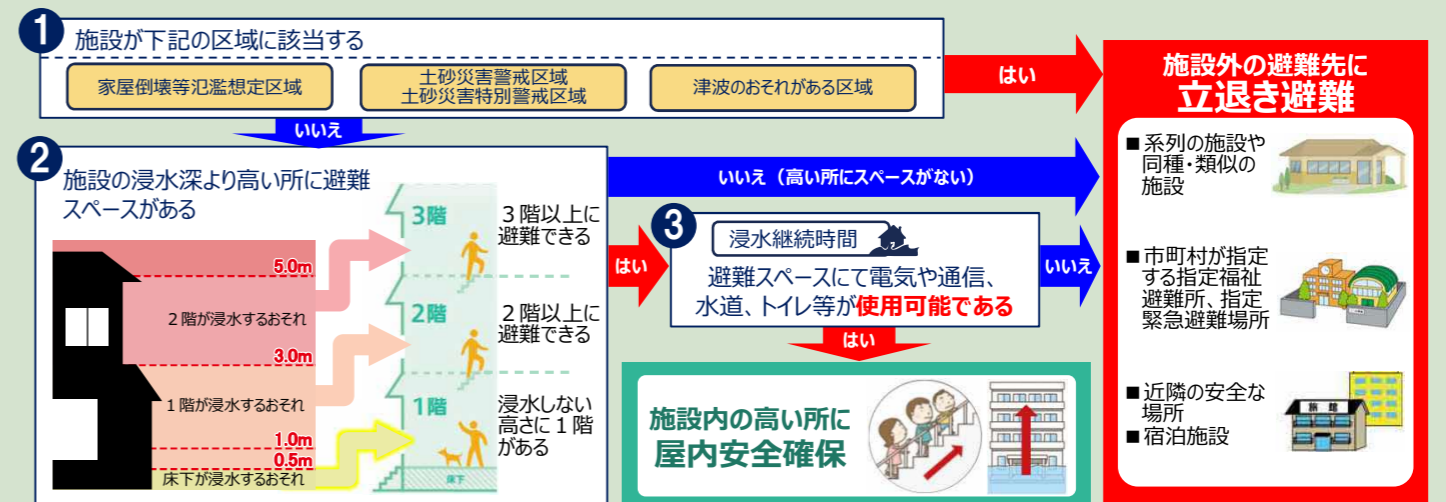 1
施設が下記の区域に該当する
家屋倒壊等氾濫想定区域
土砂災害警戒区域
土砂災害特別警戒区域
津波のおそれがある区域
はい
いいえ
2
施設の浸水深より高い所に避難
スペースがある
5.0m
2階が浸水するおそれ
3.0m
1階が浸水するおそれ
1.0m
0.5m
床下が浸水するおそれ
3階
3階以上に
避難できる
2階
2階以上に
避難できる
1階
浸水しない
高さに1階
がある
床下
いいえ（高い所にスペースがない）
はい
3
浸水継続時間
避難スペースにて電気や通信、
水道、トイレ等が使用可能である
いいえ
はい
施設内の高い所に
屋内安全確保
施設外の避難先に
立退き避難
■系列の施設や
同種・類似の
施設
■市町村が指定
する指定福祉
避難所、指定
緊急避難場所
■近隣の安全な
場所
■宿泊施設
旅館